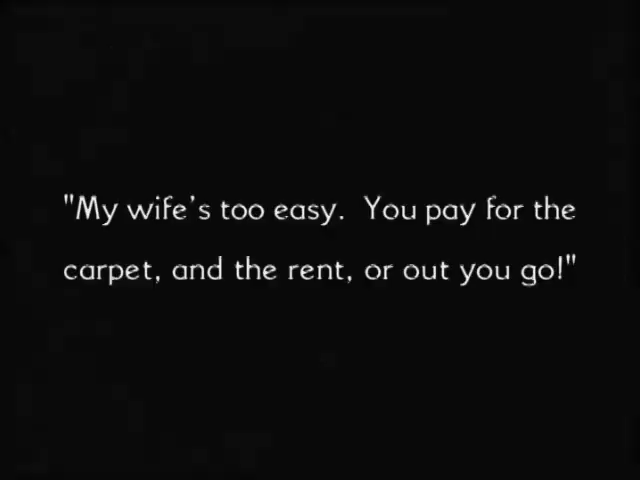 "My wife's too easy.  You pay for the
carpet, and the rent, or out you go!"